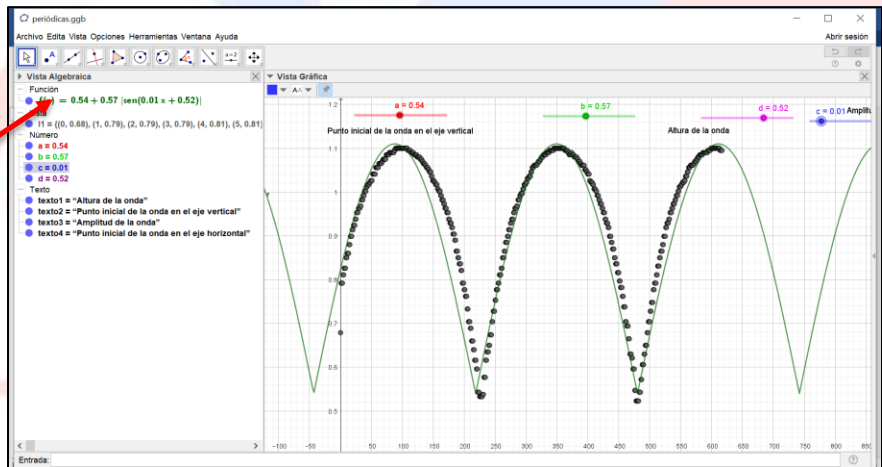 periódicas.ggb
Archivo Edita Vista Opciones Herramientas Ventana Ayuda
Abrir sesión
a=2
Vista Algebraica
Vista Gráfica
Función
= 0.54 + 0.57 |sen(0.01 x + 0.52)|
l1 = {(0, 0.68), (1, 0.79), (2, 0.79), (3, 0.79), (4, 0.81), (5, 0.81)
Número
a = 0.54
b = 0.57
c = 0.01
d = 0.52
Texto
texto1 = "Altura de la onda"
texto2 = "Punto inicial de la onda en el eje vertical"
texto3 = "Amplitud de la onda"
texto4 = "Punto inicial de la onda en el eje horizontal"
a = 0.54
b = 0.57
d = 0.52
c = 0.01 Amplitu
Punto inicial de la onda en el eje vertical
Altura de la onda
1.2
1.1
1
0.9
0.8
0.7
0.6
0.5
-100 -50 50 100 150 200 250 300 350 400 450 500 550 600 650 700 750 800 850
Entrada: